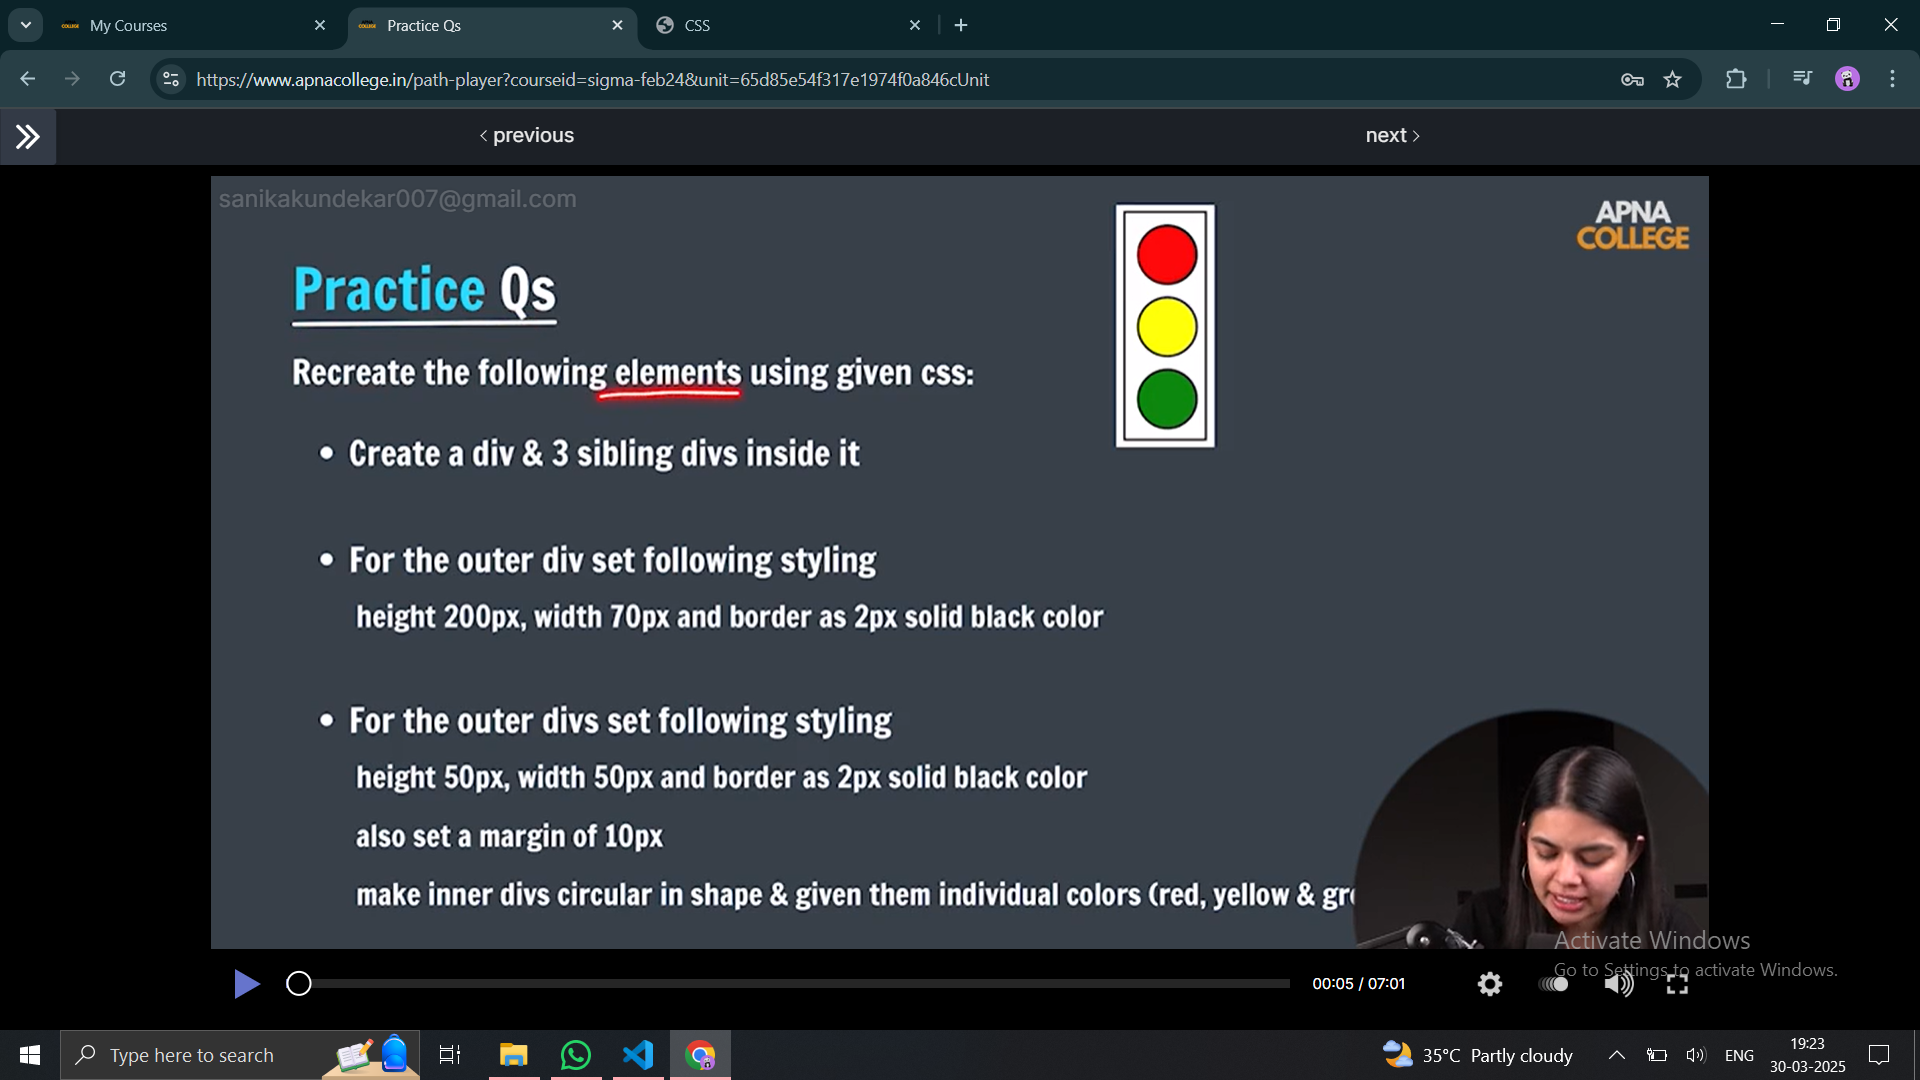 My Courses
Practice Qs
CSS
https://www.apnacollege.in/path-player?courseid=sigma-feb24&unit=65d85e54f317e1974f0a846cUnit
previous
next
sanikakundekar007@gmail.com
APNA
COLLEGE
Practice Qs
Recreate the following elements using given css:
• Create a div & 3 sibling divs inside it
• For the outer div set following styling
height 200px, width 70px and border as 2px solid black color
• For the outer divs set following styling
height 50px, width 50px and border as 2px solid black color
also set a margin of 10px
make inner divs circular in shape & given them individual colors (red, yellow & gre
Activate Windows
Go to Settings to activate Windows.
00:05 / 07:01
Type here to search
35°C Partly cloudy
ENG
19:23
30-03-2025